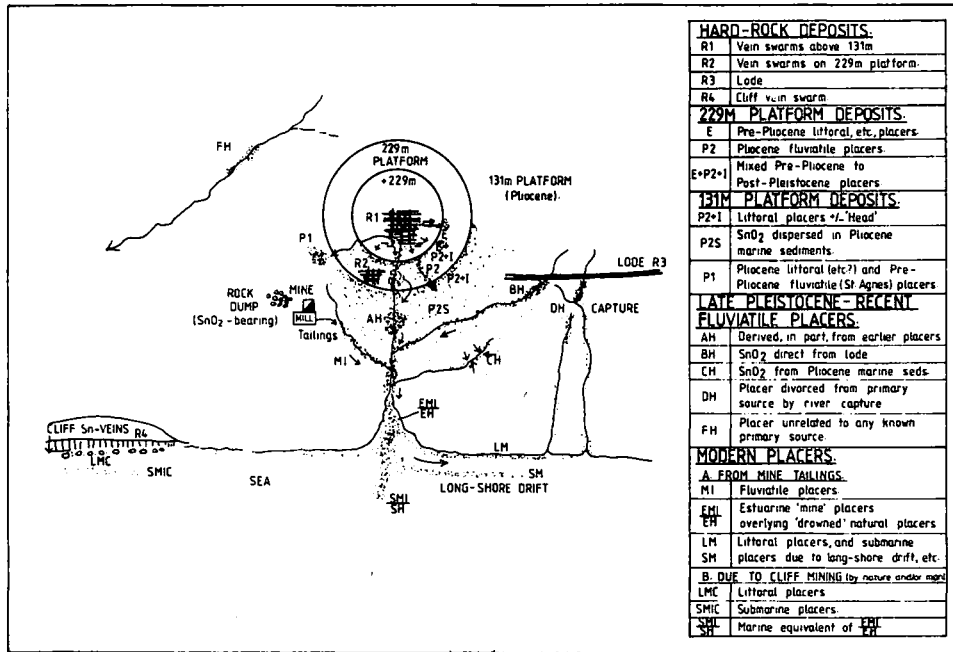 FH
229m
PLATFORM
+229m
R1
131m PLATFORM
(Pliocene)
P1
E
P2+I
R2
P2
P2+I
LODE R3
BH
ROCK
DUMP
(SnO₂-bearing)
MINE
MILL
Tailings
AH
P2S
DH
CAPTURE
MI
CH
EMI
EH
CLIFF Sn-VEINS R4
LMC
SMIC
SEA
LM
SM
LONG-SHORE DRIFT
SMI
SH
HARD-ROCK DEPOSITS.
R1 Vein swarms above 131m
R2 Vein swarms on 229m platform.
R3 Lode
R4 Cliff vein swarm
229M PLATFORM DEPOSITS.
E Pre-Pliocene littoral, etc, placers
P2 Pliocene fluviatile placers.
E+P2+I Mixed Pre-Pliocene to
Post-Pleistocene placers
131M PLATFORM DEPOSITS.
P2+I Littoral placers +/- 'Head'
P2S SnO₂ dispersed in Pliocene
marine sediments.
P1 Pliocene littoral (etc?) and Pre-
Pliocene fluviatile (St Agnes) placers
LATE PLEISTOCENE-RECENT
FLUVIATILE PLACERS.
AH Derived, in part, from earlier placers
BH SnO₂ direct from lode
CH SnO₂ from Pliocene marine seds.
DH Placer divorced from primary
source by river capture
FH Placer unrelated to any known
primary source.
MODERN PLACERS.
A. FROM MINE TAILINGS.
MI Fluviatile placers.
EMI
EH Estuarine 'mine' placers
overlying 'drowned' natural placers
LM Littoral placers, and submarine
SM placers due to long-shore drift, etc.
B. DUE TO CLIFF MINING (by nature and/or man)
LMC Littoral placers
SMIC Submarine placers.
SMI
SH Marine equivalent of EMI
EH